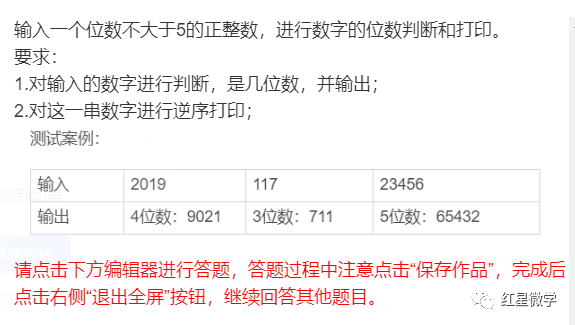 输入一个位数不大于5的正整数，进行数字的位数判断和打印。
要求：
1.对输入的数字进行判断，是几位数，并输出；
2.对这一串数字进行逆序打印；
测试案例：
输入 2019 117 23456
输出 4位数：9021 3位数：711 5位数：65432
请点击下方编辑器进行答题，答题过程中注意点击“保存作品”，完成后
点击右侧“退出全屏”按钮，继续回答其他题目。
红星微学